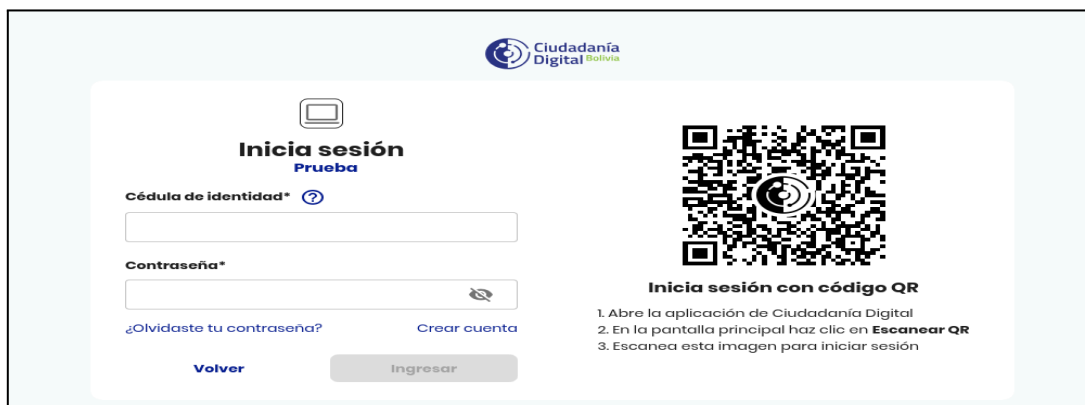 Ciudadanía
Digital Bolivia
Inicia sesión
Prueba
Cédula de identidad* ?
Contraseña*
¿Olvidaste tu contraseña? Crear cuenta
Volver Ingresar
Inicia sesión con código QR
1. Abre la aplicación de Ciudadanía Digital
2. En la pantalla principal haz clic en Escanear QR
3. Escanea esta imagen para iniciar sesión